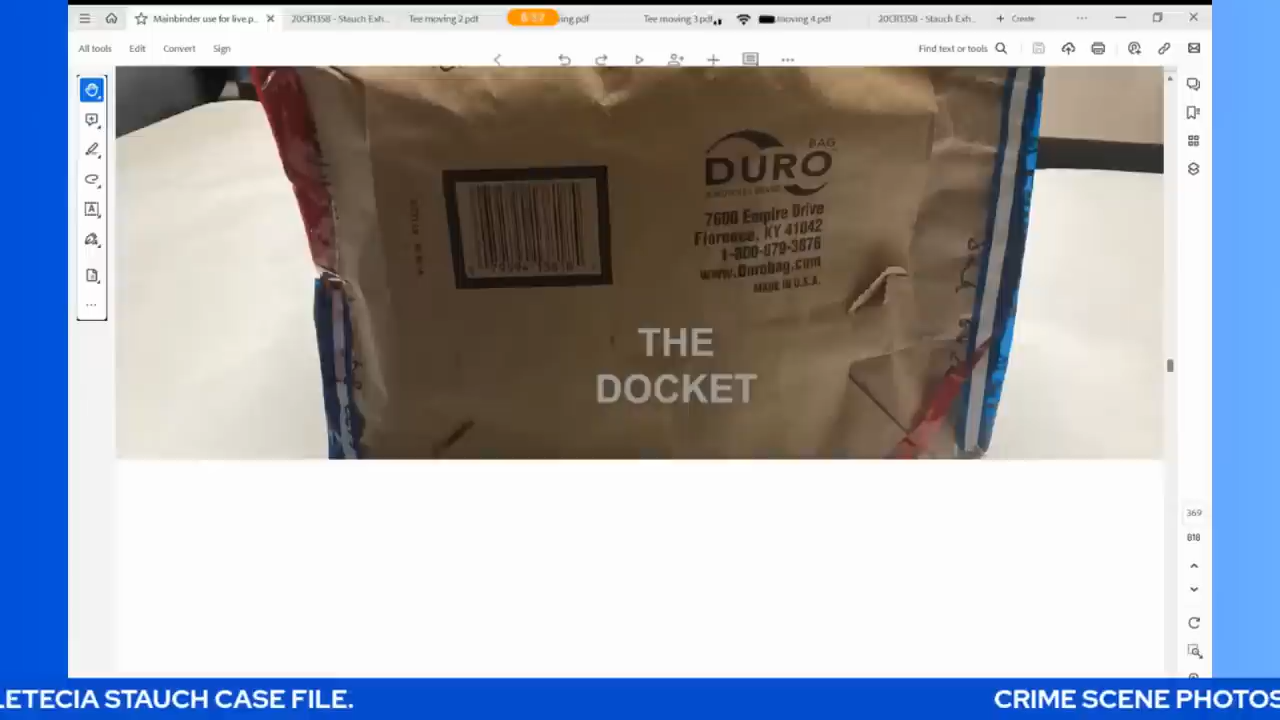 Mainbinder use for live.p...
20CR1358 - Stauch Exh...
Tee moving 2.pdf
ing.pdf
Tee moving 3.pdf
moving 4.pdf
20CR1358 - Stauch Exh...
Create
All tools
Edit
Convert
Sign
Find text or tools
BAG
DURO
7600 Empire Drive
Florence, KY 41042
1-800-879-3876
www.Durobag.com
MADE IN U.S.A.
THE
DOCKET
369
818
LETECIA STAUCH CASE FILE.
CRIME SCENE PHOTOS